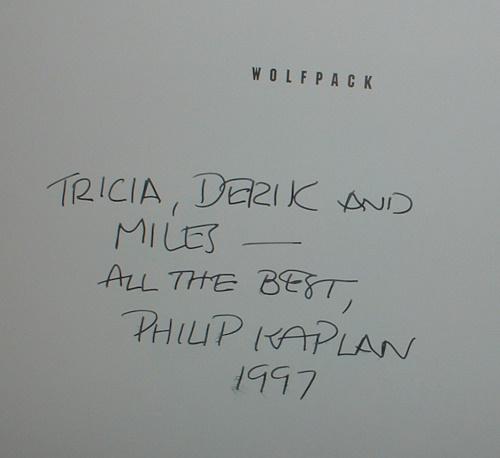 WOLFPACK
TRICIA, DERIK AND
MILES —
ALL THE BEST,
PHILIP KAPLAN
1997